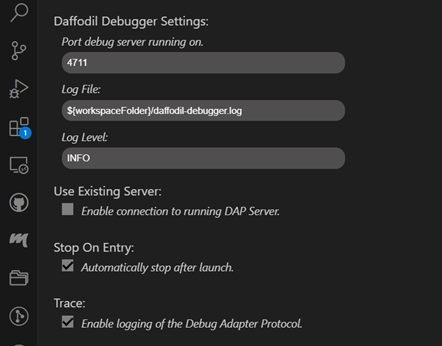 Daffodil Debugger Settings:
Port debug server running on.
4711
Log File:
${workspaceFolder}/daffodil-debugger.log
Log Level:
INFO
1
Use Existing Server:
Enable connection to running DAP Server.
Stop On Entry:
Automatically stop after launch.
Trace:
Enable logging of the Debug Adapter Protocol.